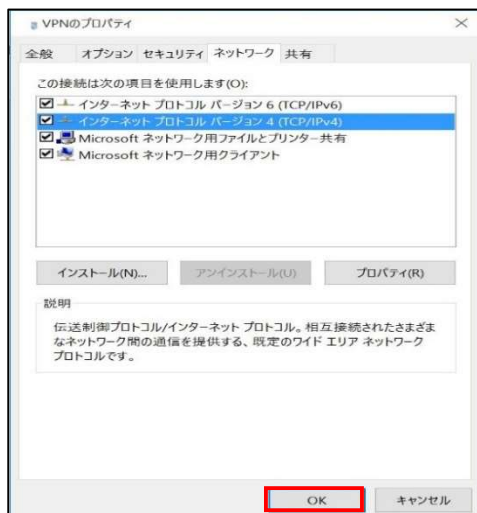 VPNのプロパティ
全般 オプション セキュリティ ネットワーク 共有
この接続は次の項目を使用します(O):
インターネット プロトコル バージョン 6 (TCP/IPv6)
インターネット プロトコル バージョン 4 (TCP/IPv4)
Microsoft ネットワーク用ファイルとプリンター共有
Microsoft ネットワーク用クライアント
インストール(N)... アンインストール(U) プロパティ(R)
説明
伝送制御プロトコル/インターネット プロトコル。相互接続されたさまざま
なネットワーク間の通信を提供する、既定のワイド エリア ネットワーク
プロトコルです。
OK キャンセル